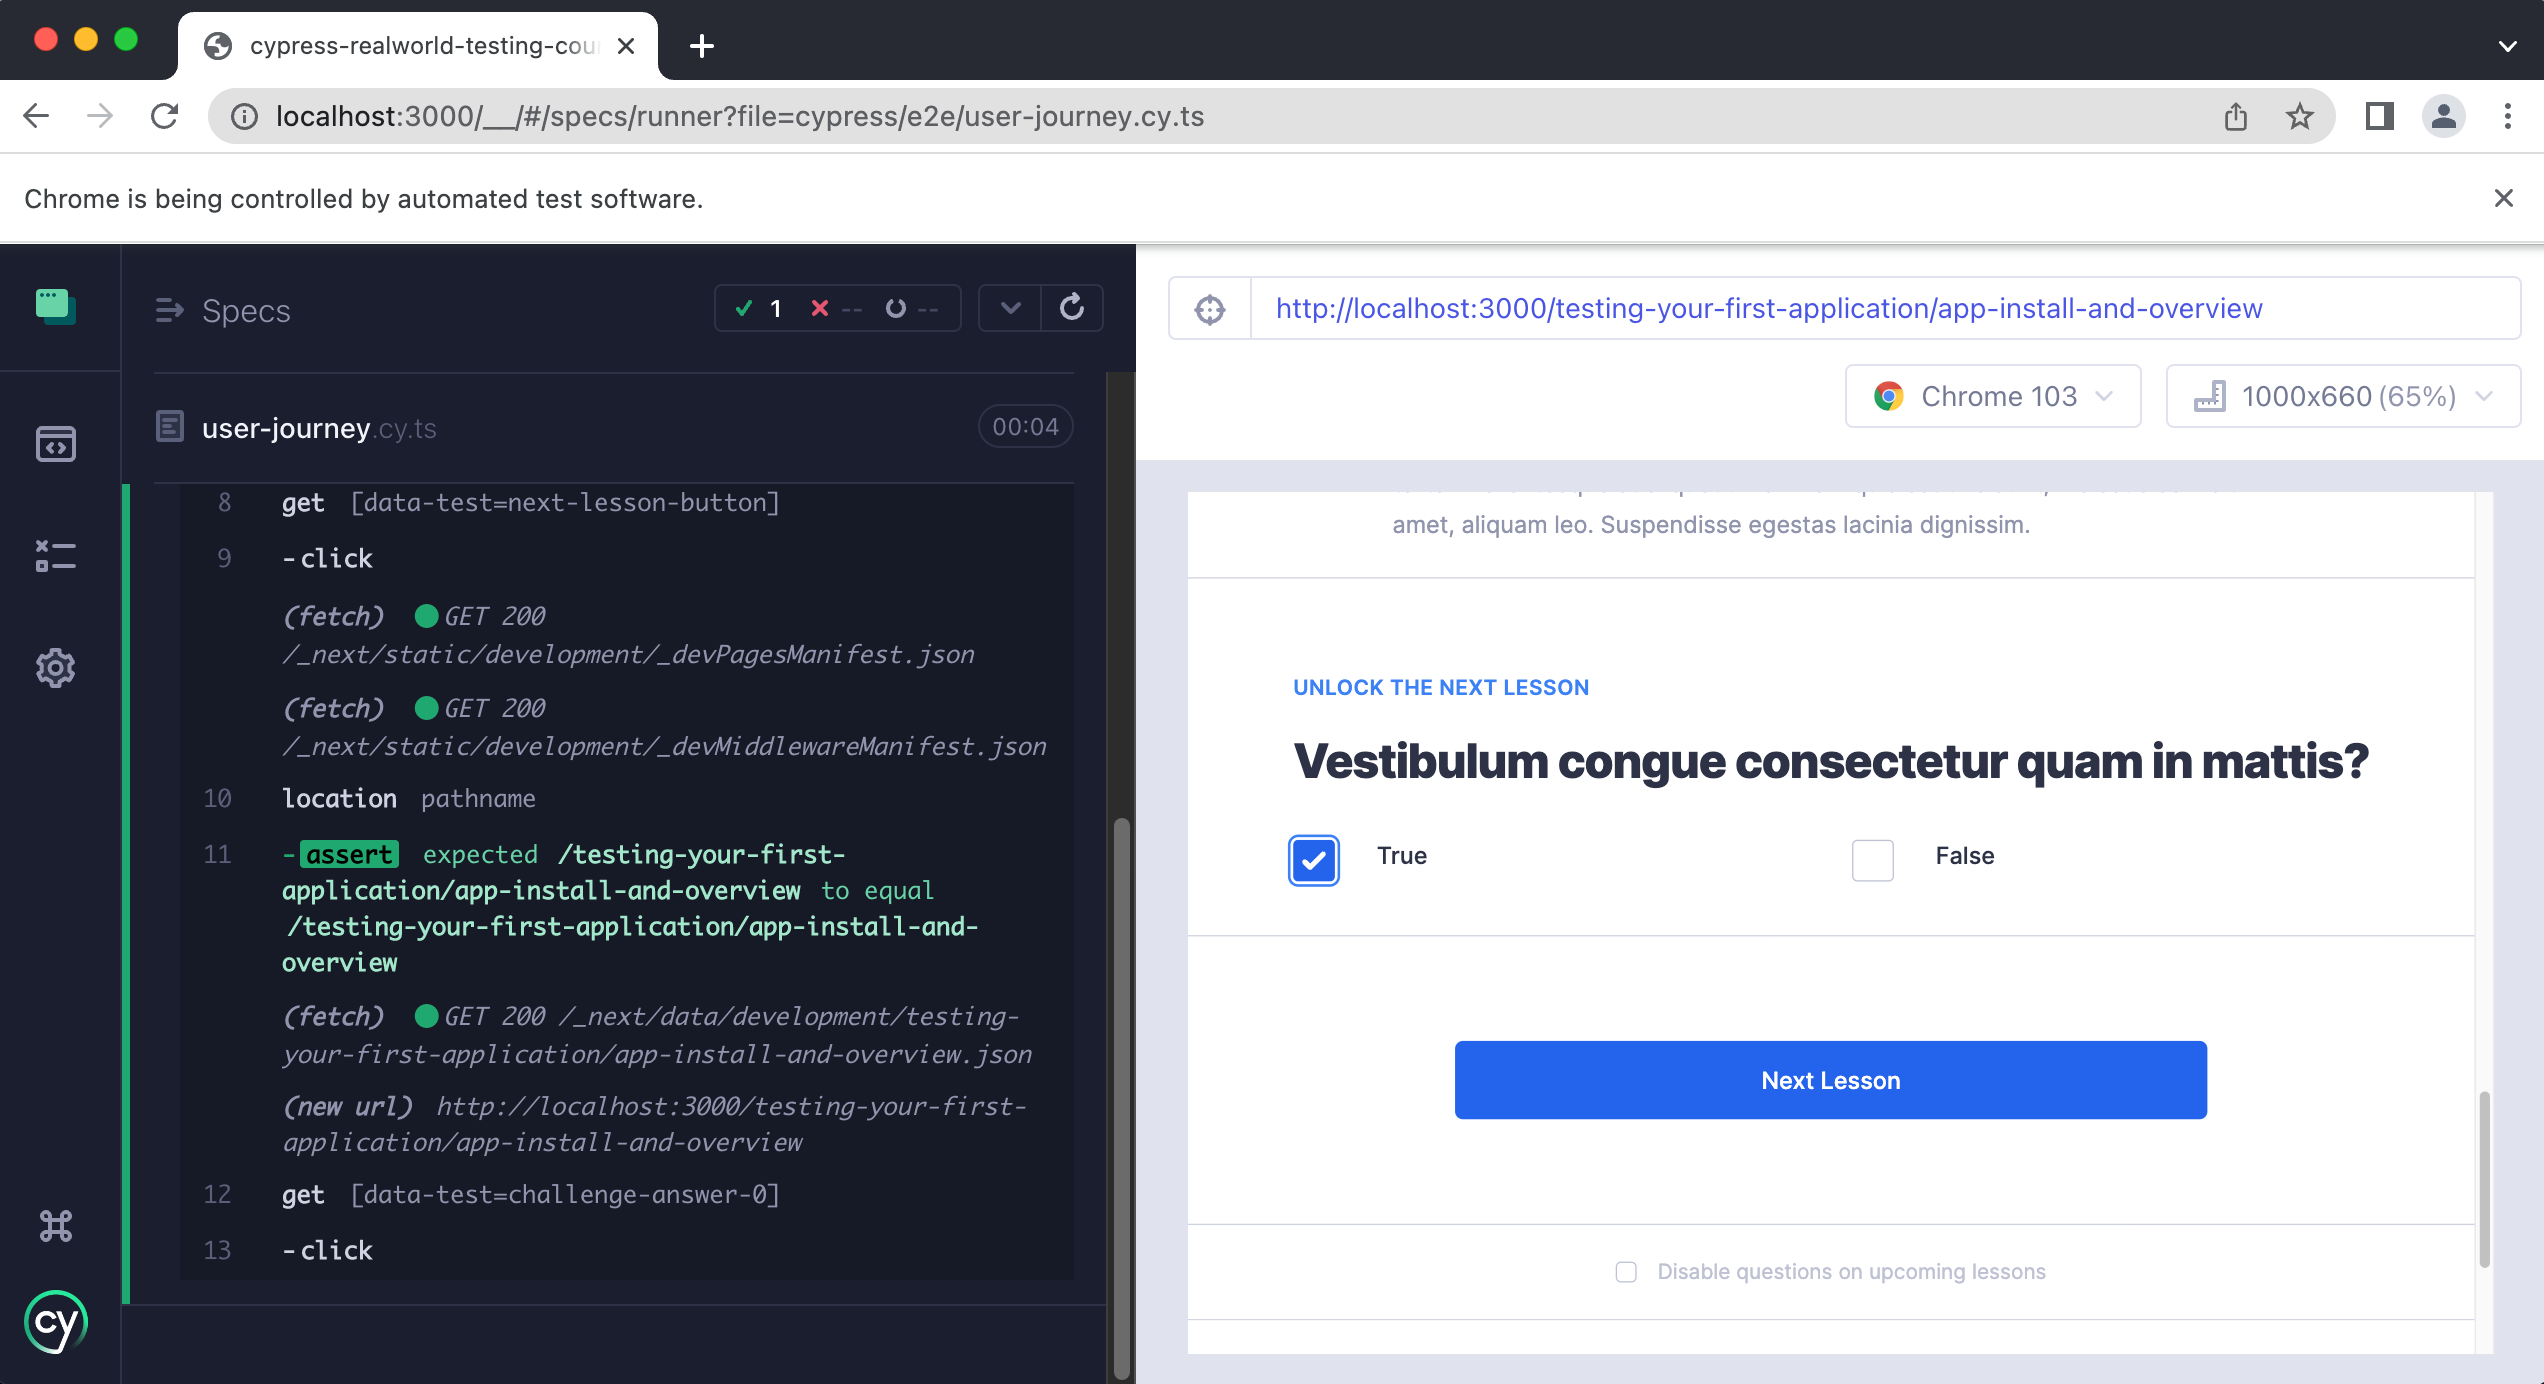 cypress-realworld-testing-cou
localhost:3000/__/#/specs/runner?file=cypress/e2e/user-journey.cy.ts
Chrome is being controlled by automated test software.
Specs
1 -- --
user-journey.cy.ts
00:04
8 get [data-test=next-lesson-button]
9 -click
(fetch) GET 200
/_next/static/development/_devPagesManifest.json
(fetch) GET 200
/_next/static/development/_devMiddlewareManifest.json
10 location pathname
11 -assert expected /testing-your-first-
application/app-install-and-overview to equal
/testing-your-first-application/app-install-and-
overview
(fetch) GET 200 /_next/data/development/testing-
your-first-application/app-install-and-overview.json
(new url) http://localhost:3000/testing-your-first-
application/app-install-and-overview
12 get [data-test=challenge-answer-0]
13 -click
cy
http://localhost:3000/testing-your-first-application/app-install-and-overview
Chrome 103
1000x660 (65%)
amet, aliquam leo. Suspendisse egestas lacinia dignissim.
UNLOCK THE NEXT LESSON
Vestibulum congue consectetur quam in mattis?
True
False
Next Lesson
Disable questions on upcoming lessons